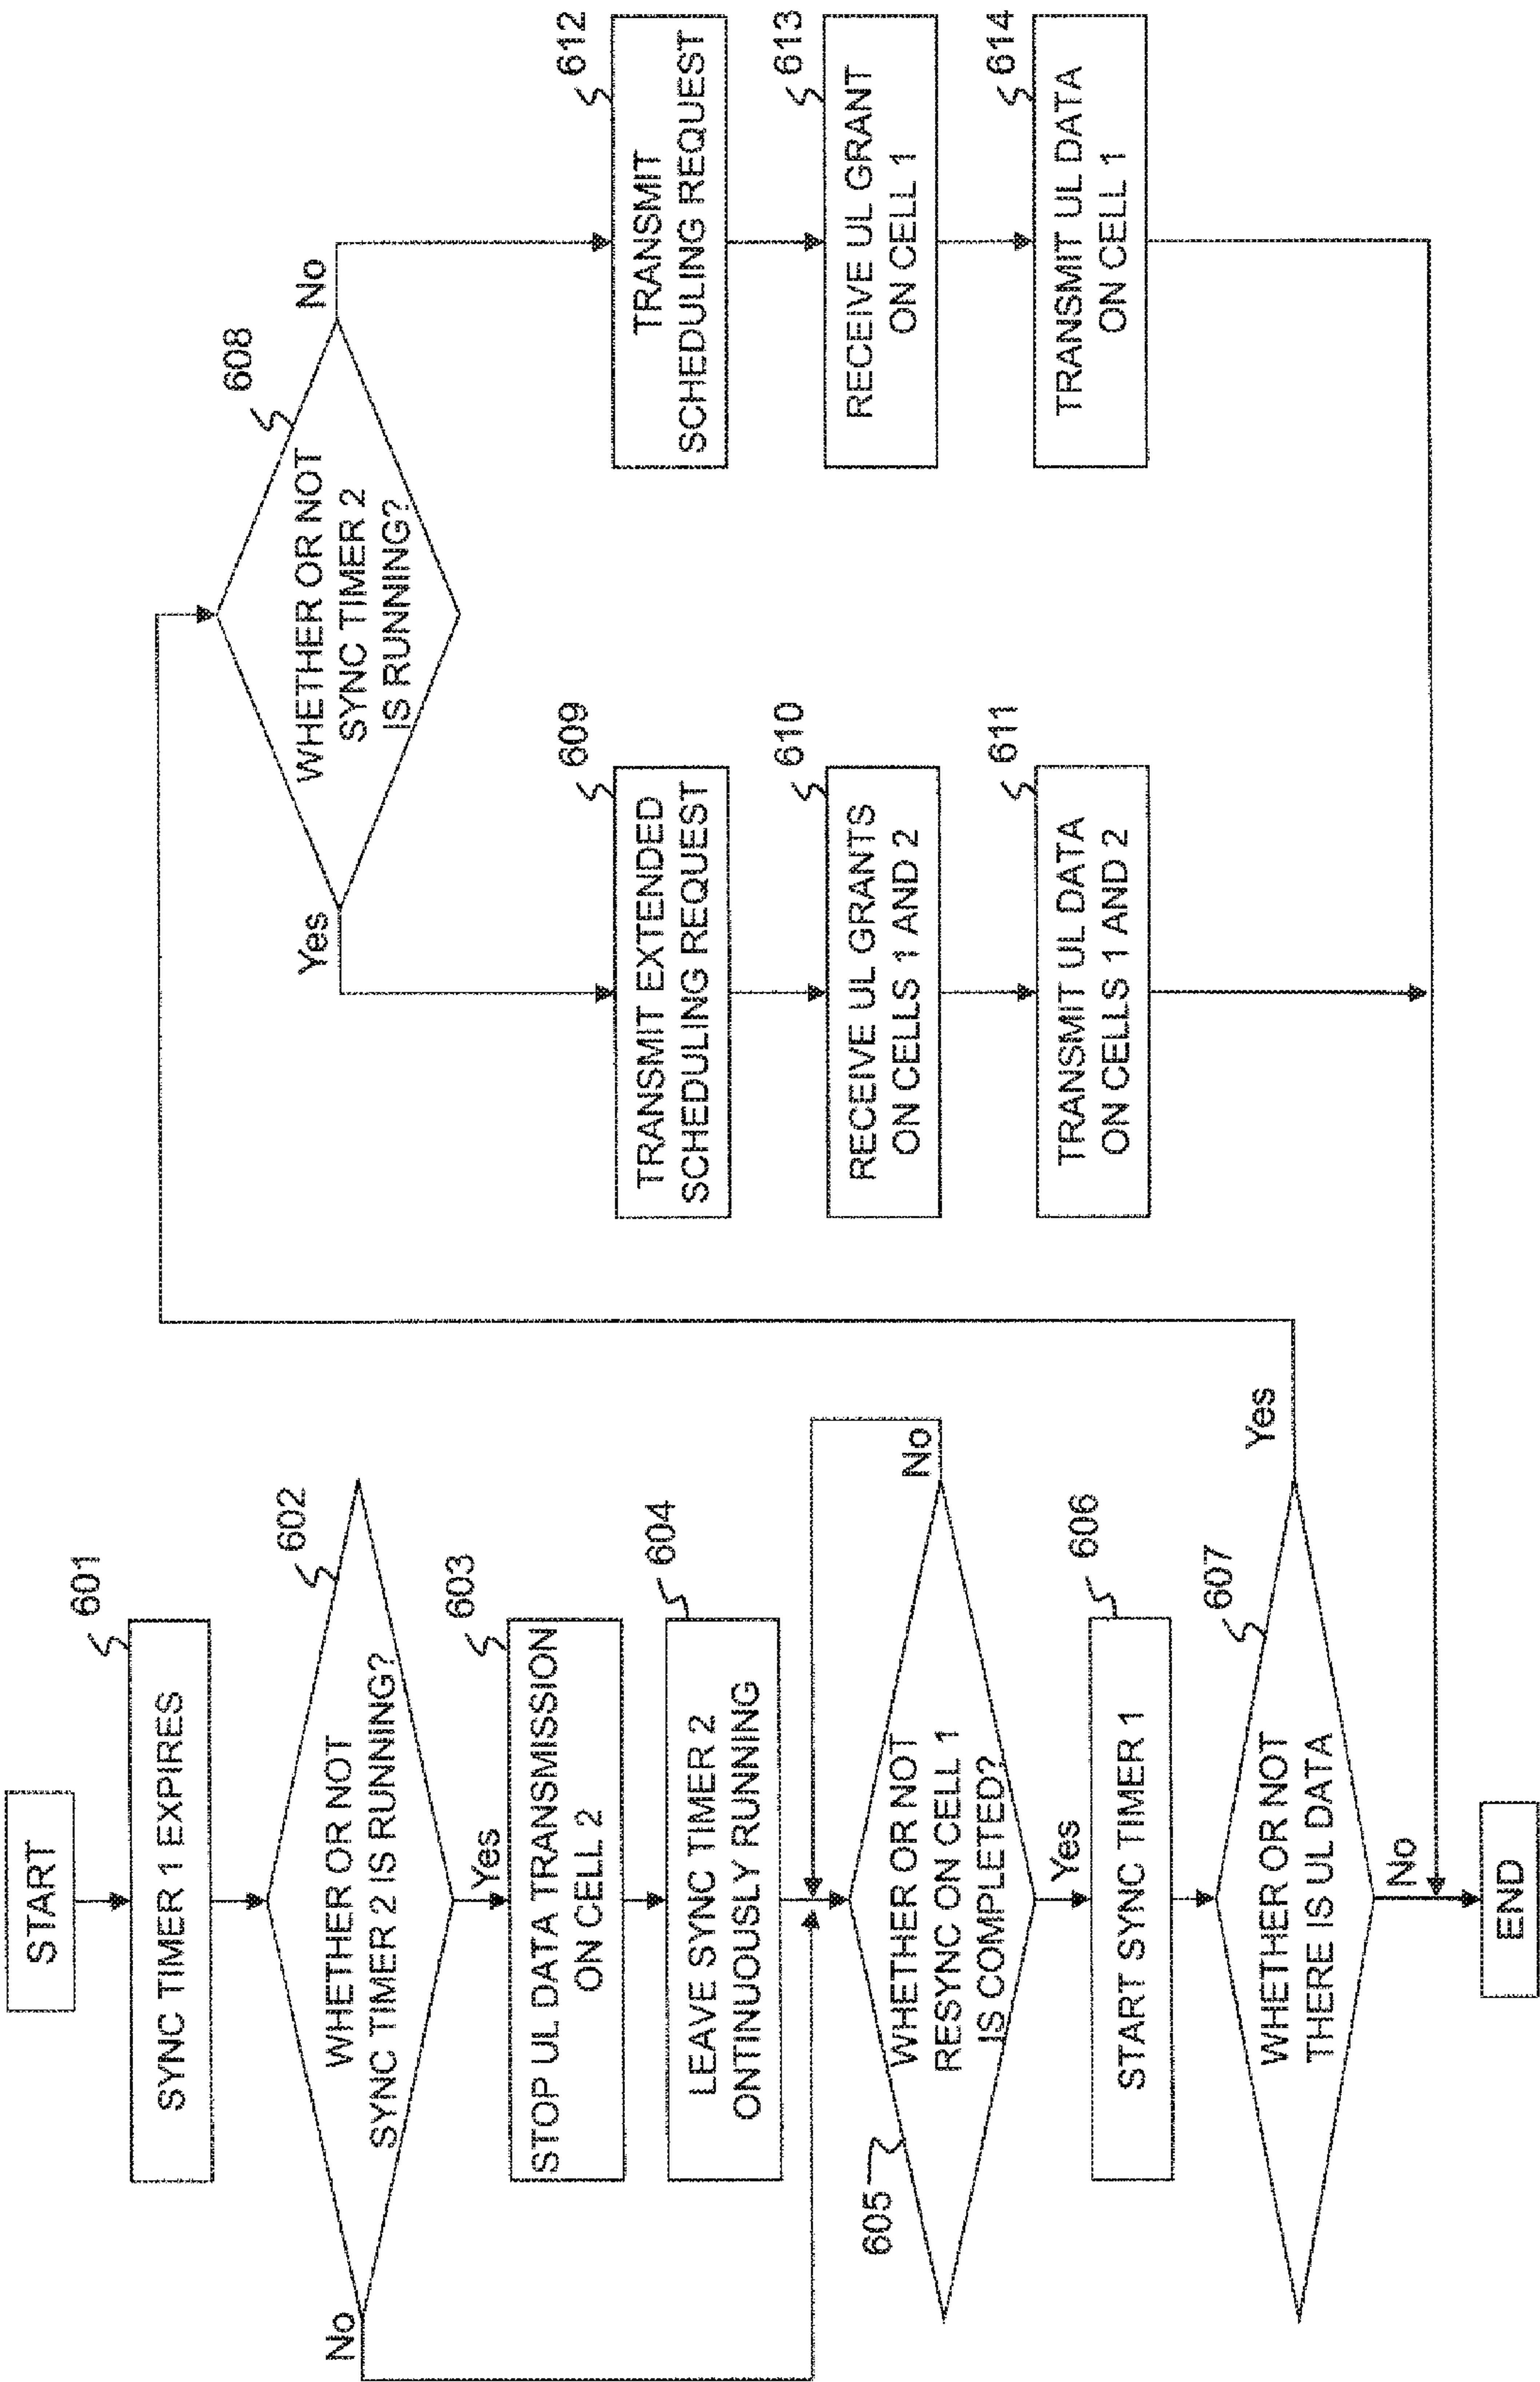 START
601
SYNC TIMER 1 EXPIRES
602
WHETHER OR NOT
SYNC TIMER 2 IS RUNNING?
No
Yes
603
STOP UL DATA TRANSMISSION
ON CELL 2
604
LEAVE SYNC TIMER 2
ONTINUOUSLY RUNNING
605
WHETHER OR NOT
RESYNC ON CELL 1
IS COMPLETED?
No
Yes
606
START SYNC TIMER 1
607
WHETHER OR NOT
THERE IS UL DATA
Yes
No
END
608
WHETHER OR NOT
SYNC TIMER 2
IS RUNNING?
Yes
No
609
TRANSMIT EXTENDED
SCHEDULING REQUEST
610
RECEIVE UL GRANTS
ON CELLS 1 AND 2
611
TRANSMIT UL DATA
ON CELLS 1 AND 2
612
TRANSMIT
SCHEDULING REQUEST
613
RECEIVE UL GRANT
ON CELL 1
614
TRANSMIT UL DATA
ON CELL 1